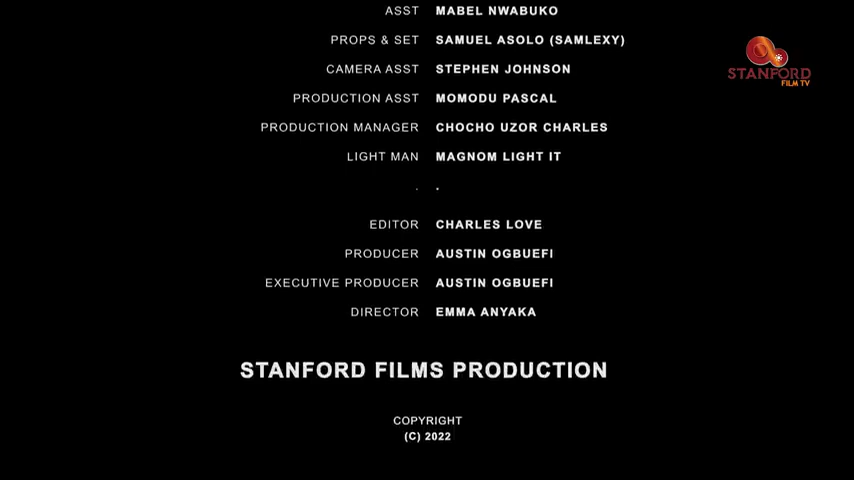 ASST MABEL NWABUKO
PROPS & SET SAMUEL ASOLO (SAMLEXY)
CAMERA ASST STEPHEN JOHNSON
PRODUCTION ASST MOMODU PASCAL
PRODUCTION MANAGER CHOCHO UZOR CHARLES
LIGHT MAN MAGNOM LIGHT IT
. .
EDITOR CHARLES LOVE
PRODUCER AUSTIN OGBUEFI
EXECUTIVE PRODUCER AUSTIN OGBUEFI
DIRECTOR EMMA ANYAKA
STANFORD FILMS PRODUCTION
COPYRIGHT
(C) 2022
STANFORD
FILM TV